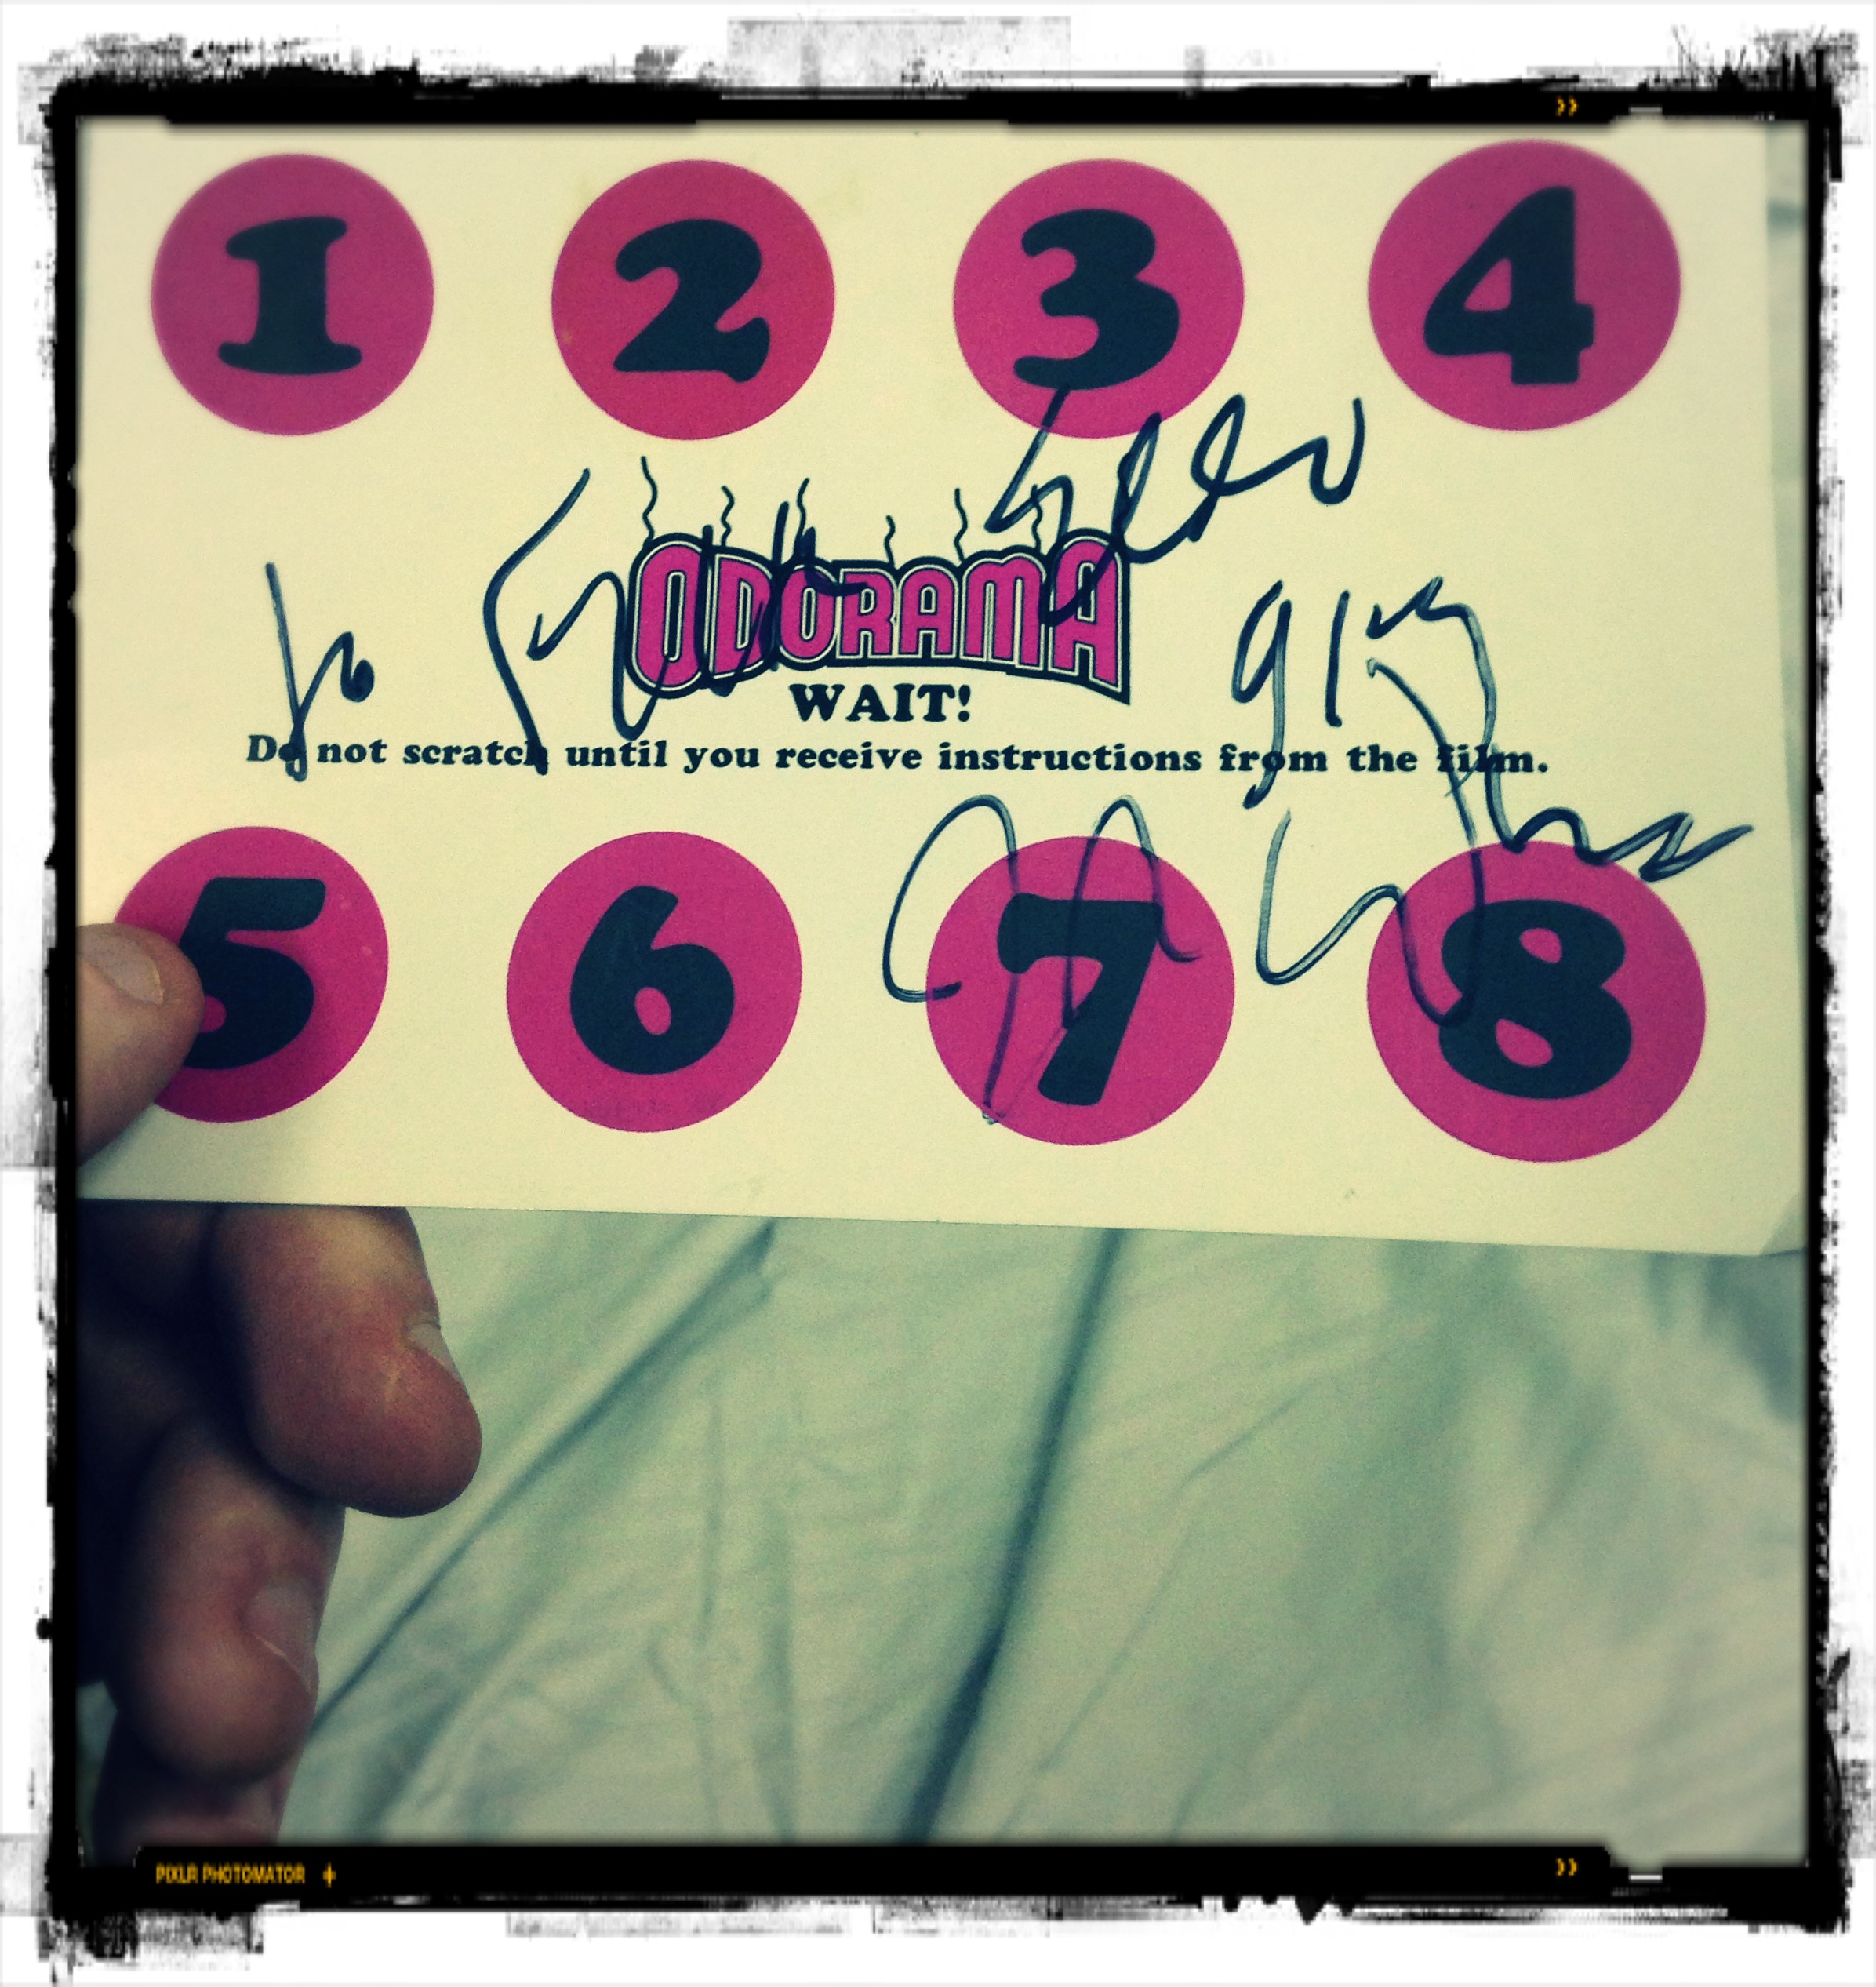 1 2 3 4
ODORAMA
WAIT!
Do not scratch until you receive instructions from the film.
5 6 7 8
PIXLR PHOTOMATOR